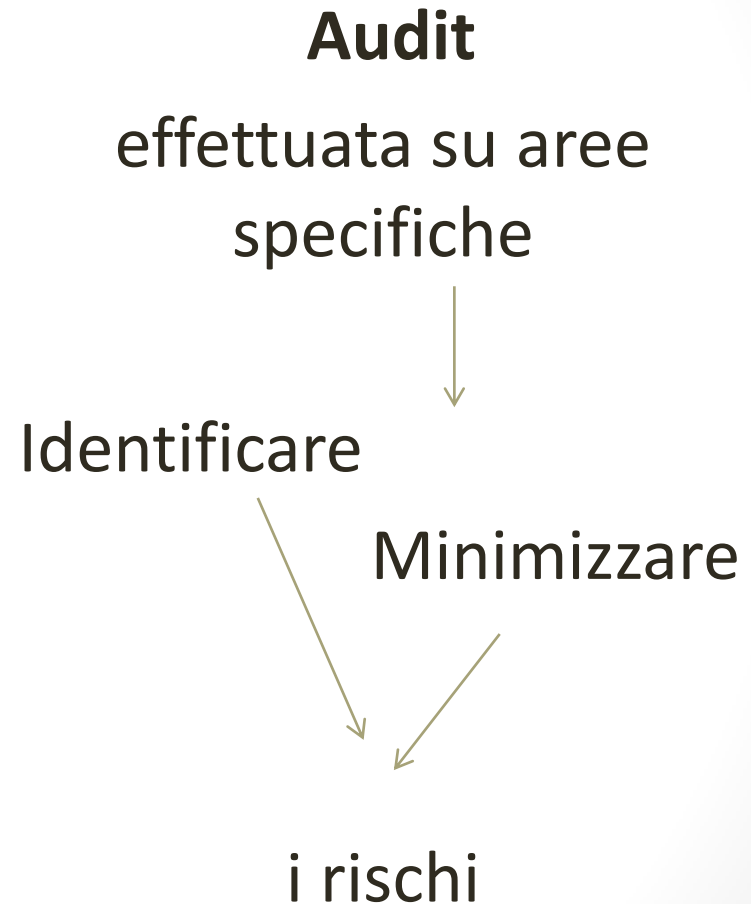 Audit
effettuata su aree
specifiche
Identificare
Minimizzare
i rischi